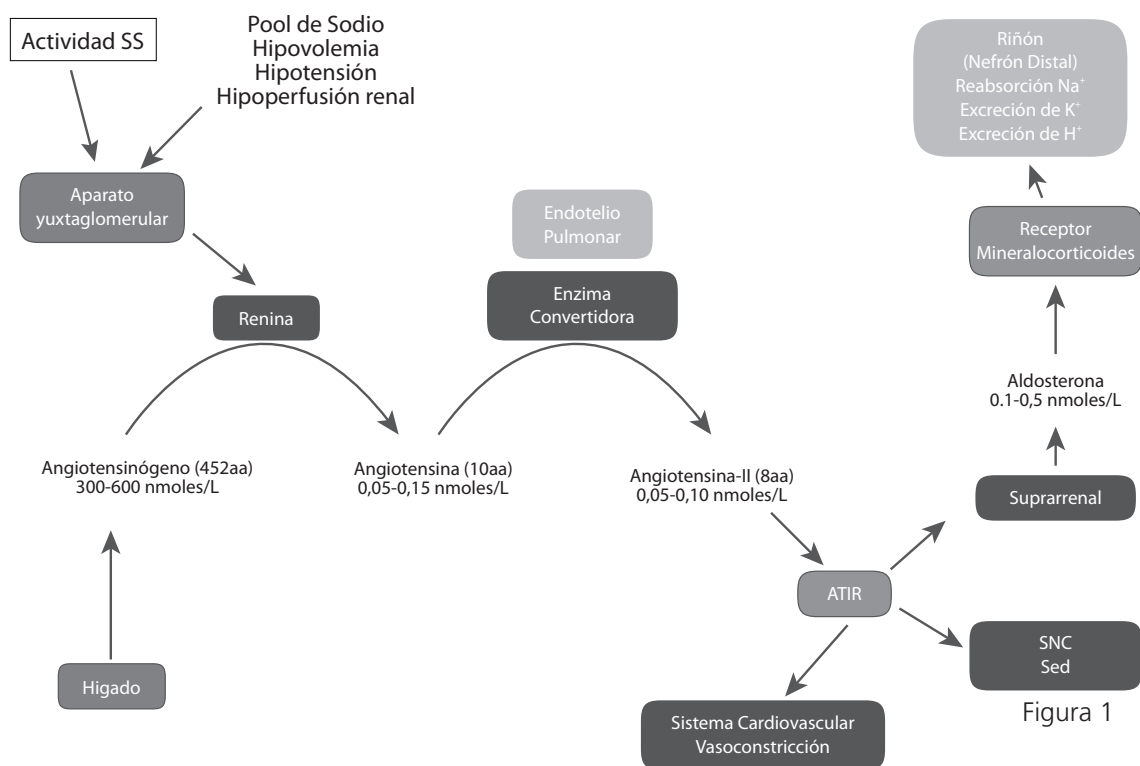 Actividad SS
Pool de Sodio
Hipovolemia
Hipotensión
Hipoperfusión renal
Aparato
yuxtaglomerular
Renina
Endotelio
Pulmonar
Enzima
Convertidora
Riñón
(Nefrón Distal)
Reabsorción Na⁺
Excreción de K⁺
Excreción de H⁺
Receptor
Mineralocorticoides
Aldosterona
0.1-0,5 nmoles/L
Angiotensinógeno (452aa)
300-600 nmoles/L
Angiotensina (10aa)
0,05-0,15 nmoles/L
Angiotensina-II (8aa)
0,05-0,10 nmoles/L
Suprarrenal
ATIR
Higado
SNC
Sed
Sistema Cardiovascular
Vasoconstricción
Figura 1